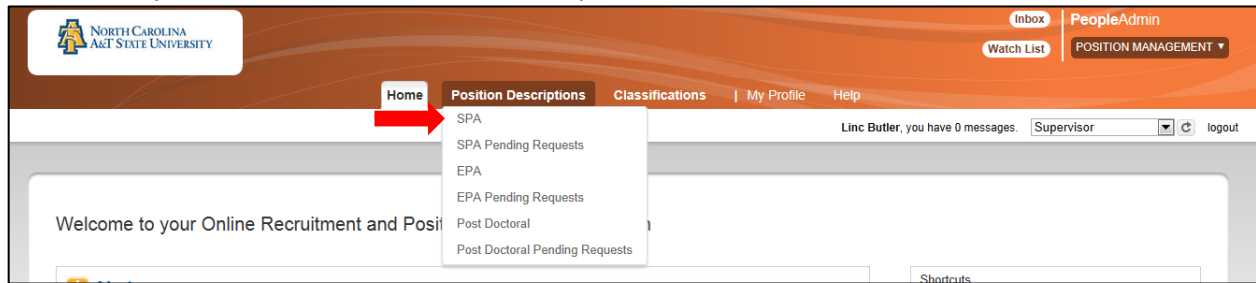 NORTH CAROLINA
A&T STATE UNIVERSITY
Inbox PeopleAdmin
Watch List POSITION MANAGEMENT
Home Position Descriptions Classifications | My Profile Help
SPA
Linc Butler, you have 0 messages. Supervisor logout
SPA Pending Requests
EPA
EPA Pending Requests
Welcome to your Online Recruitment and Posit
Post Doctoral
Post Doctoral Pending Requests
Shortcuts